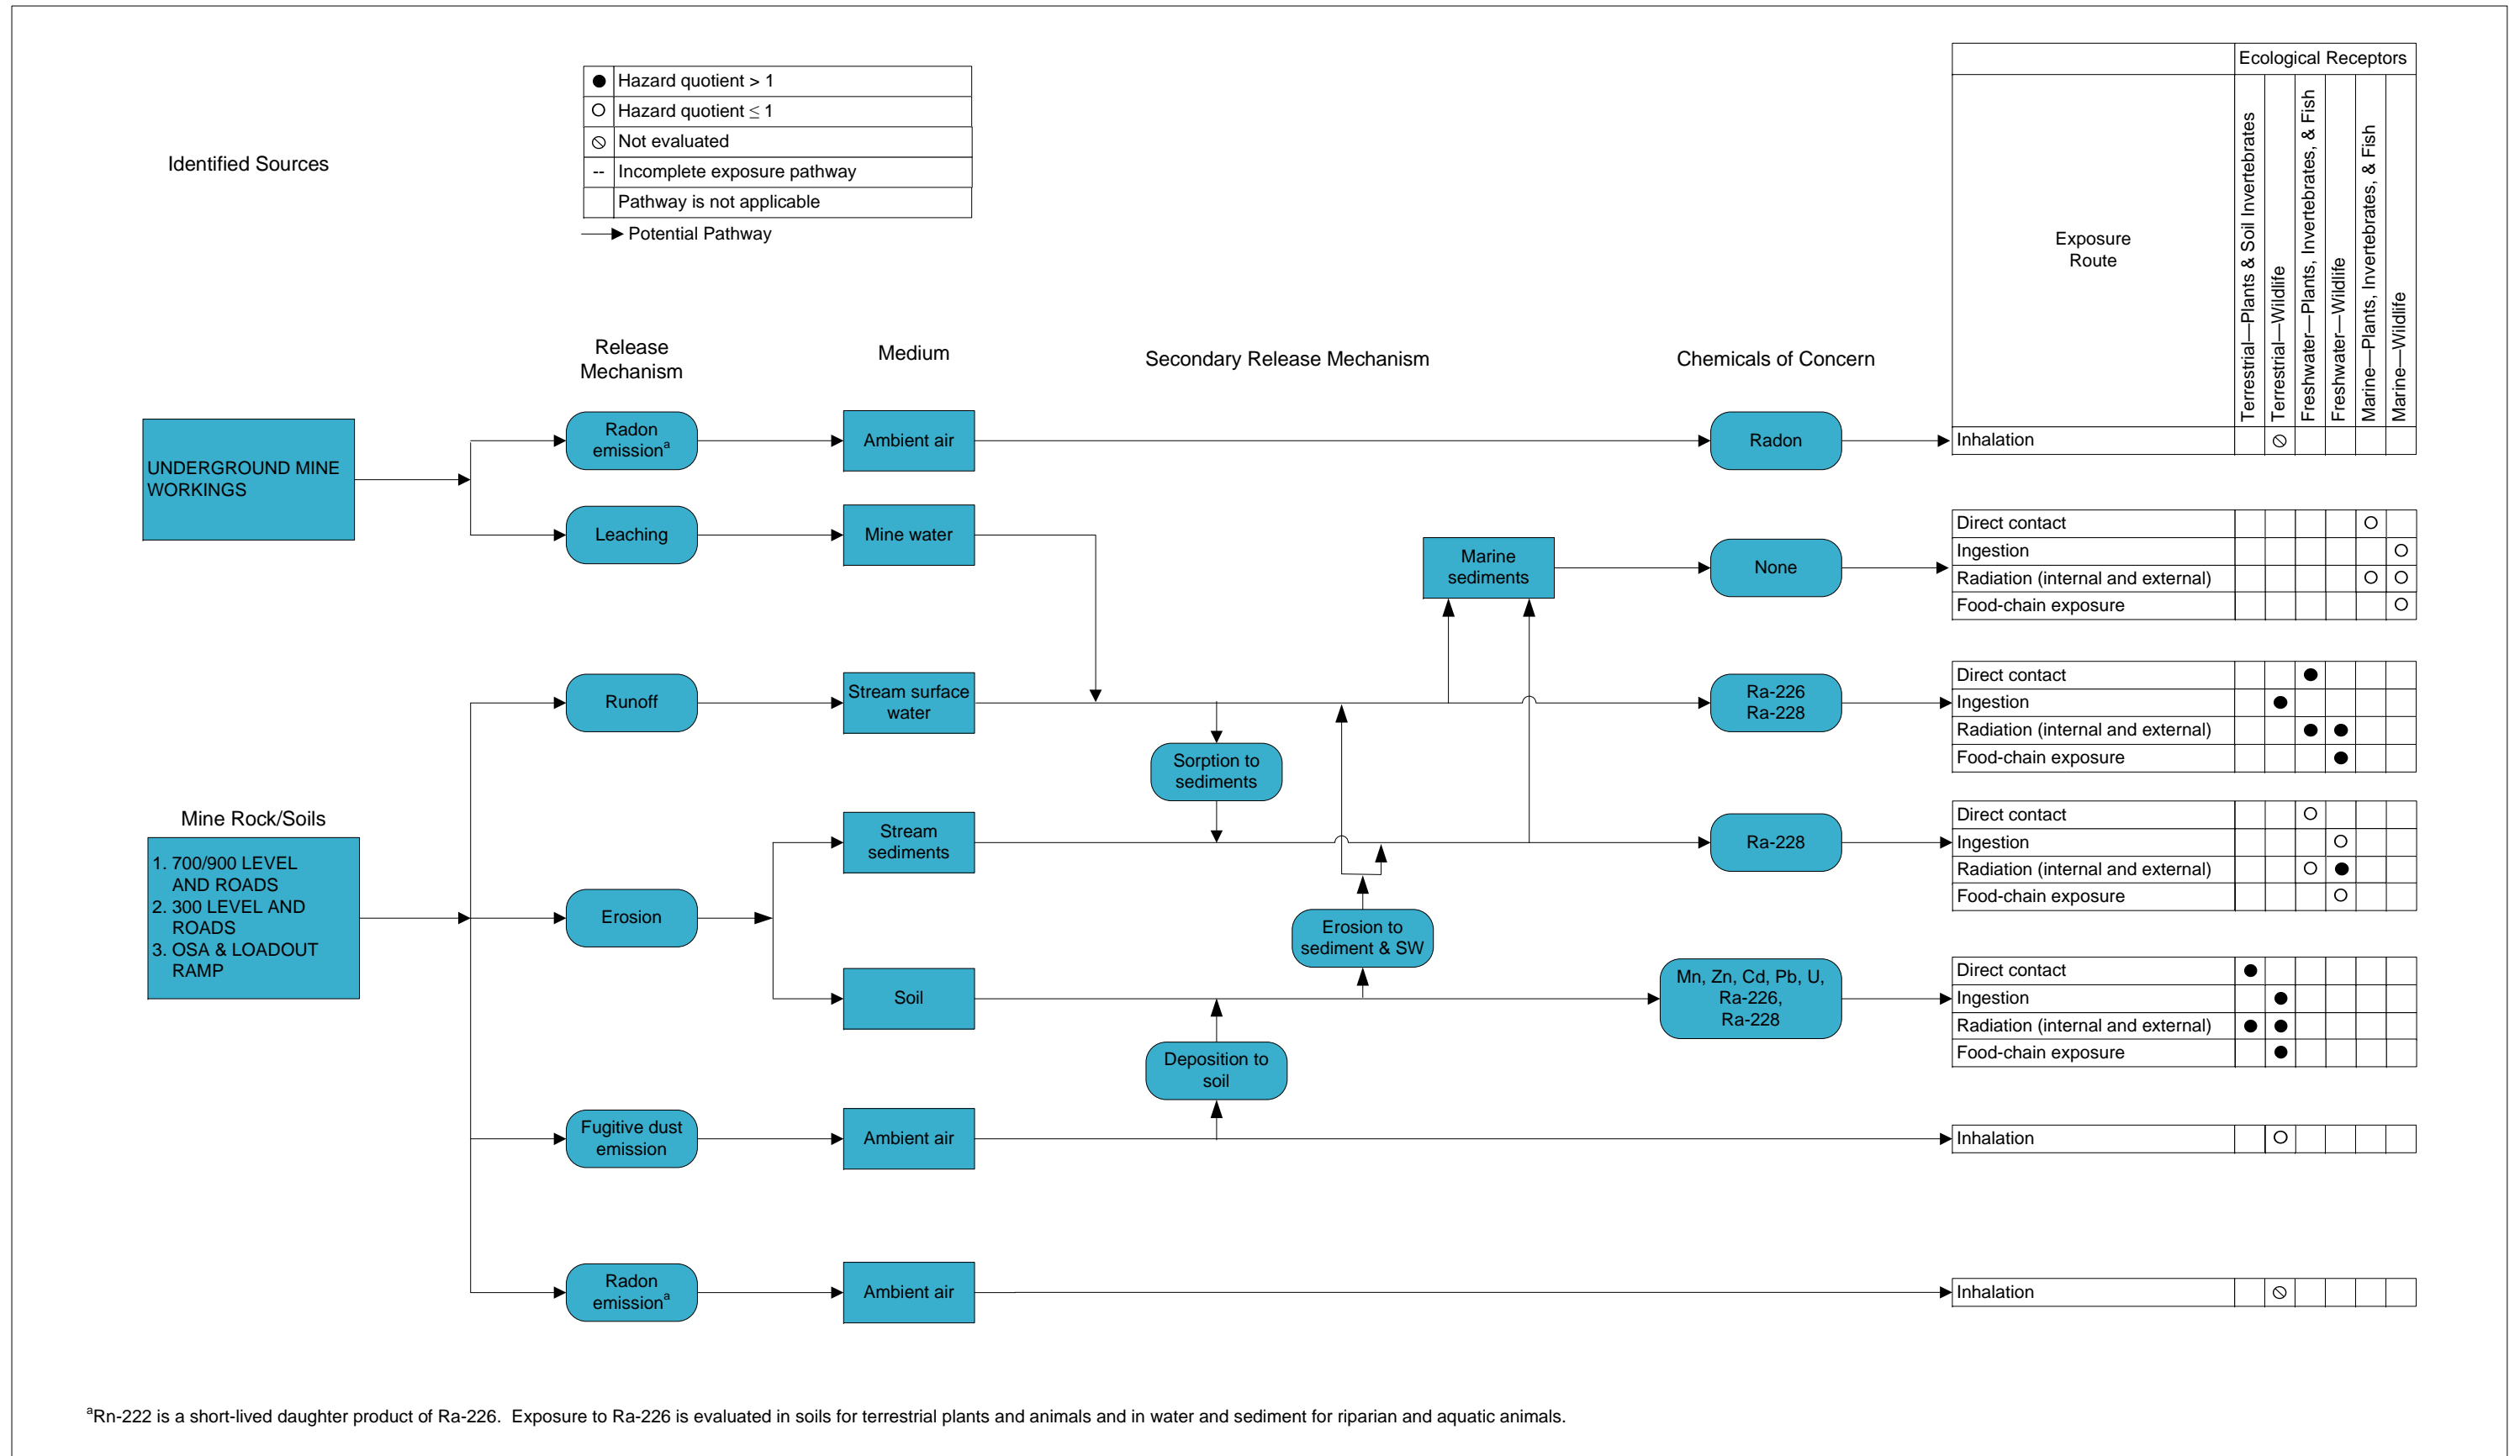 Identified Sources
● Hazard quotient > 1
○ Hazard quotient ≤ 1
⦸ Not evaluated
-- Incomplete exposure pathway
Pathway is not applicable
Potential Pathway
Ecological Receptors
Exposure
Route
Terrestrial—Plants & Soil Invertebrates
Terrestrial—Wildlife
Freshwater—Plants, Invertebrates, & Fish
Freshwater—Wildlife
Marine—Plants, Invertebrates, & Fish
Marine—Wildlife
Release
Mechanism
Medium
Secondary Release Mechanism
Chemicals of Concern
UNDERGROUND MINE
WORKINGS
Radon
emissionᵃ
Ambient air
Radon
Inhalation ⦸
Leaching
Mine water
Marine
sediments
None
Direct contact ○
Ingestion ○
Radiation (internal and external) ○ ○
Food-chain exposure ○
Runoff
Stream surface
water
Ra-226
Ra-228
Direct contact ●
Ingestion ●
Radiation (internal and external) ● ●
Food-chain exposure ●
Sorption to
sediments
Mine Rock/Soils
1. 700/900 LEVEL
AND ROADS
2. 300 LEVEL AND
ROADS
3. OSA & LOADOUT
RAMP
Stream
sediments
Ra-228
Direct contact ○
Ingestion ○
Radiation (internal and external) ○ ●
Food-chain exposure ○
Erosion
Erosion to
sediment & SW
Soil
Mn, Zn, Cd, Pb, U,
Ra-226,
Ra-228
Direct contact ●
Ingestion ●
Radiation (internal and external) ● ●
Food-chain exposure ●
Deposition to
soil
Fugitive dust
emission
Ambient air
Inhalation ○
Radon
emissionᵃ
Ambient air
Inhalation ⦸
ᵃRn-222 is a short-lived daughter product of Ra-226. Exposure to Ra-226 is evaluated in soils for terrestrial plants and animals and in water and sediment for riparian and aquatic animals.